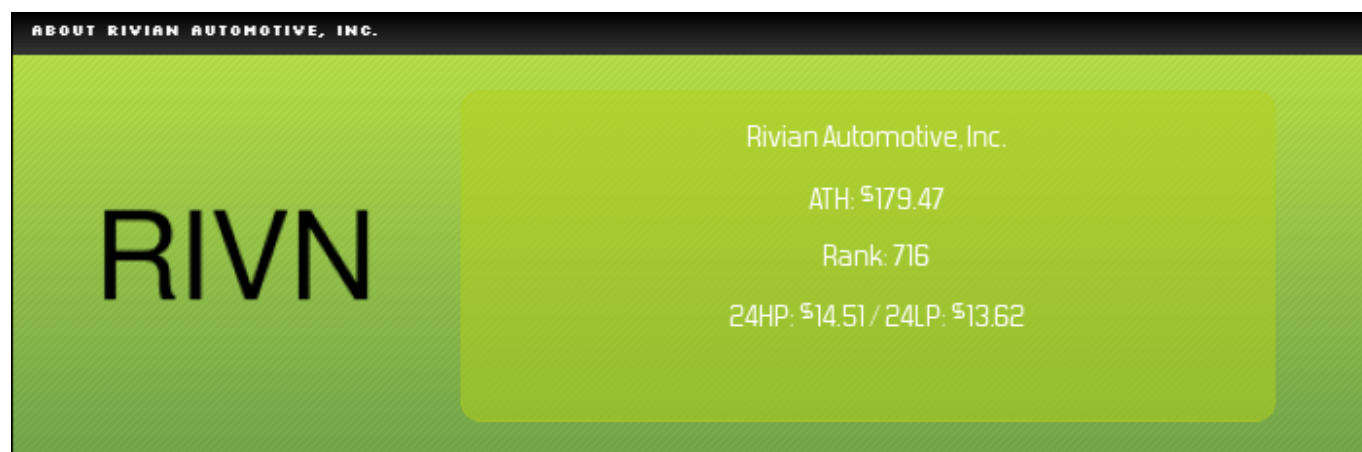 ABOUT RIVIAN AUTOMOTIVE, INC.
RIVN
Rivian Automotive, Inc.
ATH: $179.47
Rank: 716
24HP: $14.51 / 24LP: $13.62